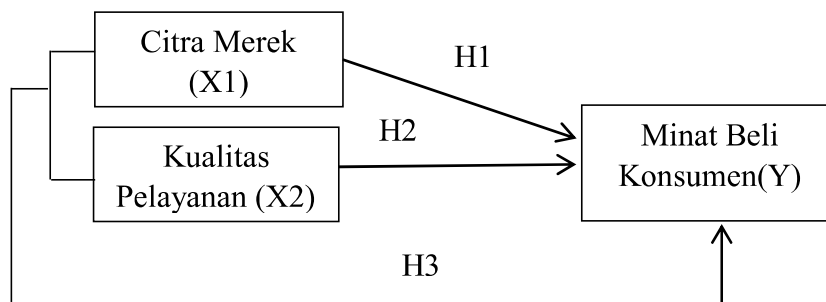 Citra Merek
(X1)
H1
H2
Kualitas
Pelayanan (X2)
Minat Beli
Konsumen(Y)
H3